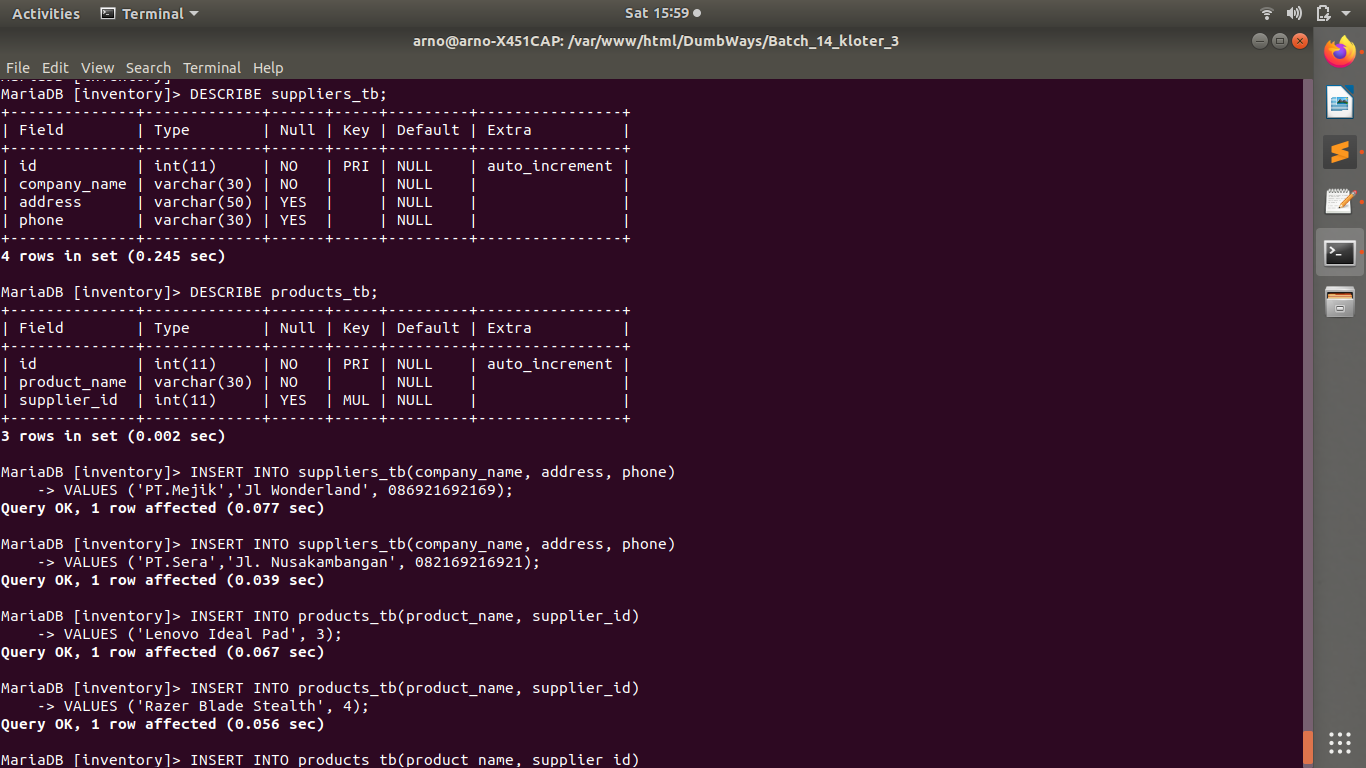 Activities Terminal Sat 15:59
arno@arno-X451CAP: /var/www/html/DumbWays/Batch_14_kloter_3
File Edit View Search Terminal Help
MariaDB [inventory]> DESCRIBE suppliers_tb;
+--------------+-------------+------+-----+---------+----------------+
| Field        | Type        | Null | Key | Default | Extra          |
+--------------+-------------+------+-----+---------+----------------+
| id           | int(11)     | NO   | PRI | NULL    | auto_increment |
| company_name | varchar(30) | NO   |     | NULL    |                |
| address      | varchar(50) | YES  |     | NULL    |                |
| phone        | varchar(30) | YES  |     | NULL    |                |
+--------------+-------------+------+-----+---------+----------------+
4 rows in set (0.245 sec)
MariaDB [inventory]> DESCRIBE products_tb;
+--------------+-------------+------+-----+---------+----------------+
| Field        | Type        | Null | Key | Default | Extra          |
+--------------+-------------+------+-----+---------+----------------+
| id           | int(11)     | NO   | PRI | NULL    | auto_increment |
| product_name | varchar(30) | NO   |     | NULL    |                |
| supplier_id  | int(11)     | YES  | MUL | NULL    |                |
+--------------+-------------+------+-----+---------+----------------+
3 rows in set (0.002 sec)
MariaDB [inventory]> INSERT INTO suppliers_tb(company_name, address, phone)
    -> VALUES ('PT.Mejik','Jl Wonderland', 086921692169);
Query OK, 1 row affected (0.077 sec)
MariaDB [inventory]> INSERT INTO suppliers_tb(company_name, address, phone)
    -> VALUES ('PT.Sera','Jl. Nusakambangan', 082169216921);
Query OK, 1 row affected (0.039 sec)
MariaDB [inventory]> INSERT INTO products_tb(product_name, supplier_id)
    -> VALUES ('Lenovo Ideal Pad', 3);
Query OK, 1 row affected (0.067 sec)
MariaDB [inventory]> INSERT INTO products_tb(product_name, supplier_id)
    -> VALUES ('Razer Blade Stealth', 4);
Query OK, 1 row affected (0.056 sec)
MariaDB [inventory]> INSERT INTO products_tb(product_name, supplier_id)